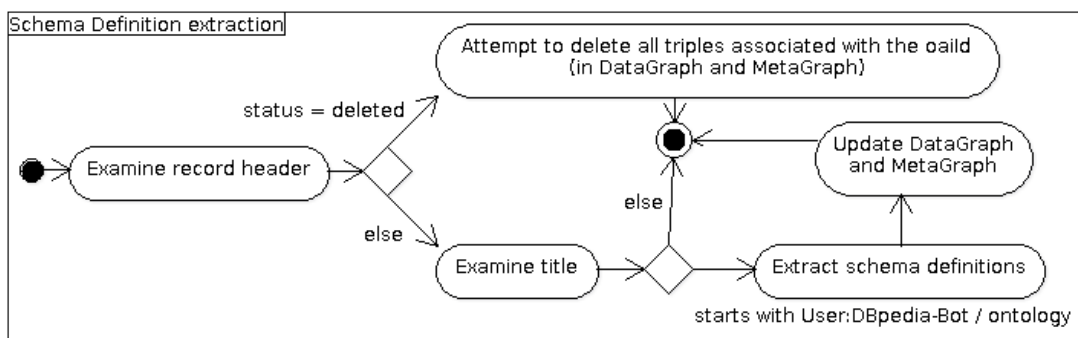 Schema Definition extraction
Attempt to delete all triples associated with the oaiId
(in DataGraph and MetaGraph)
status = deleted
Examine record header
Update DataGraph
and MetaGraph
else
else
Examine title
Extract schema definitions
starts with User:DBpedia-Bot / ontology